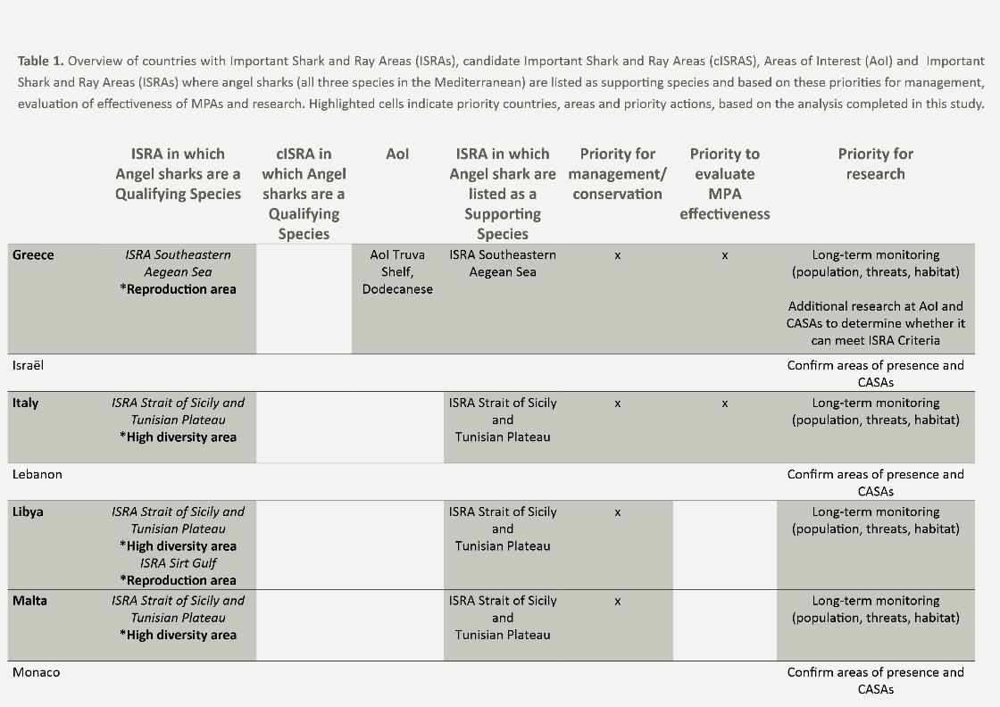 Table 1. Overview of countries with Important Shark and Ray Areas (ISRAs), candidate Important Shark and Ray Areas (cISRAS), Areas of Interest (AoI) and Important
Shark and Ray Areas (ISRAs) where angel sharks (all three species in the Mediterranean) are listed as supporting species and based on these priorities for management,
evaluation of effectiveness of MPAs and research. Highlighted cells indicate priority countries, areas and priority actions, based on the analysis completed in this study.
ISRA in which
Angel sharks are a
Qualifying Species
cISRA in
which Angel
sharks are a
Qualifying
Species
AoI
ISRA in which
Angel shark are
listed as a
Supporting
Species
Priority for
management/
conservation
Priority to
evaluate
MPA
effectiveness
Priority for
research
Greece
ISRA Southeastern
Aegean Sea
*Reproduction area
AoI Truva
Shelf,
Dodecanese
ISRA Southeastern
Aegean Sea
x
x
Long-term monitoring
(population, threats, habitat)
Additional research at AoI and
CASAs to determine whether it
can meet ISRA Criteria
Israël
Confirm areas of presence and
CASAs
Italy
ISRA Strait of Sicily and
Tunisian Plateau
*High diversity area
ISRA Strait of Sicily
and
Tunisian Plateau
x
x
Long-term monitoring
(population, threats, habitat)
Lebanon
Confirm areas of presence and
CASAs
Libya
ISRA Strait of Sicily and
Tunisian Plateau
*High diversity area
ISRA Sirt Gulf
*Reproduction area
ISRA Strait of Sicily
and
Tunisian Plateau
x
Long-term monitoring
(population, threats, habitat)
Malta
ISRA Strait of Sicily and
Tunisian Plateau
*High diversity area
ISRA Strait of Sicily
and
Tunisian Plateau
x
Long-term monitoring
(population, threats, habitat)
Monaco
Confirm areas of presence and
CASAs